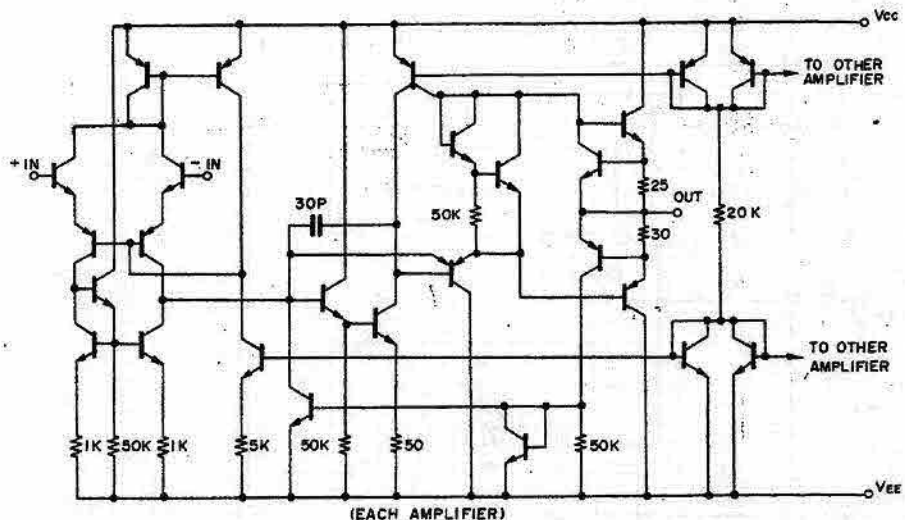 Vcc
TO OTHER
AMPLIFIER
+ IN
- IN
30P
50K
25
OUT
30
20 K
TO OTHER
AMPLIFIER
1K
50K
1K
5K
50K
50
50K
VEE
(EACH AMPLIFIER)